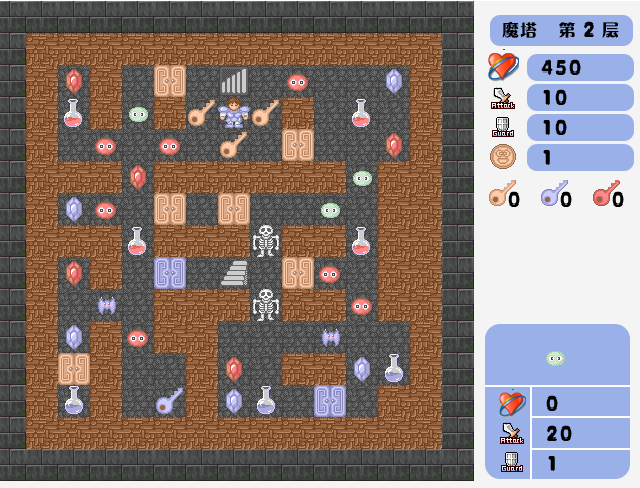 魔塔 第 2 层
450
Attack 10
Guard 10
1
0 0 0
0
Attack 20
Guard 1